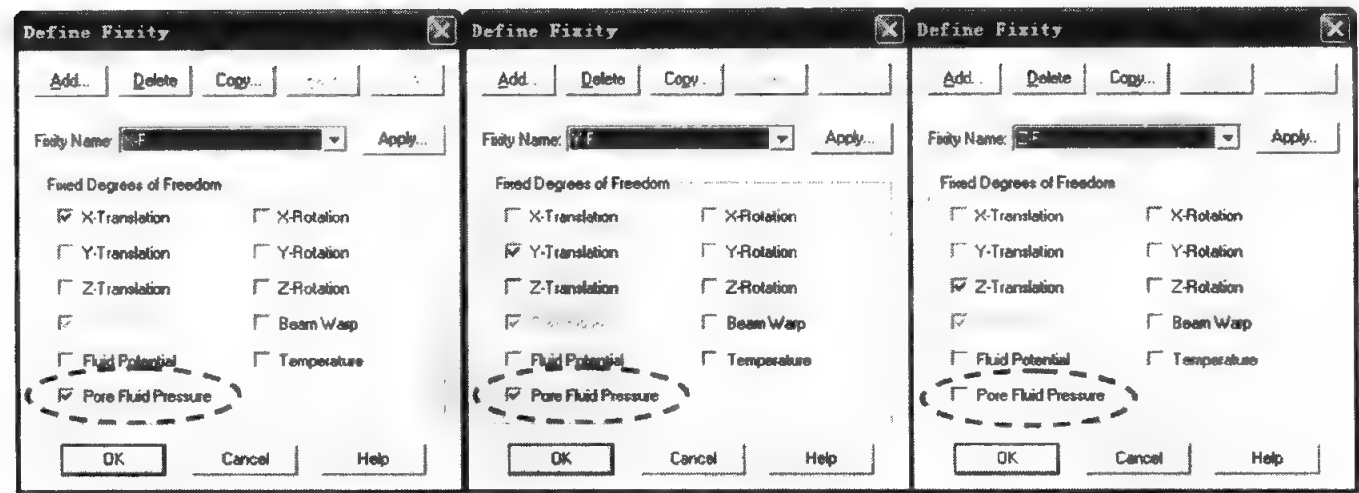 Define Fixity
Add... Delete Copy...
Fixity Name: Apply...
Fixed Degrees of Freedom
X-Translation X-Rotation
Y-Translation Y-Rotation
Z-Translation Z-Rotation
Beam Warp
Fluid Potential Temperature
Pore Fluid Pressure
OK Cancel Help
Define Fixity
Add... Delete Copy...
Fixity Name: Apply...
Fixed Degrees of Freedom
X-Translation X-Rotation
Y-Translation Y-Rotation
Z-Translation Z-Rotation
Beam Warp
Fluid Potential Temperature
Pore Fluid Pressure
OK Cancel Help
Define Fixity
Add... Delete Copy...
Fixity Name: Apply...
Fixed Degrees of Freedom
X-Translation X-Rotation
Y-Translation Y-Rotation
Z-Translation Z-Rotation
Beam Warp
Fluid Potential Temperature
Pore Fluid Pressure
OK Cancel Help